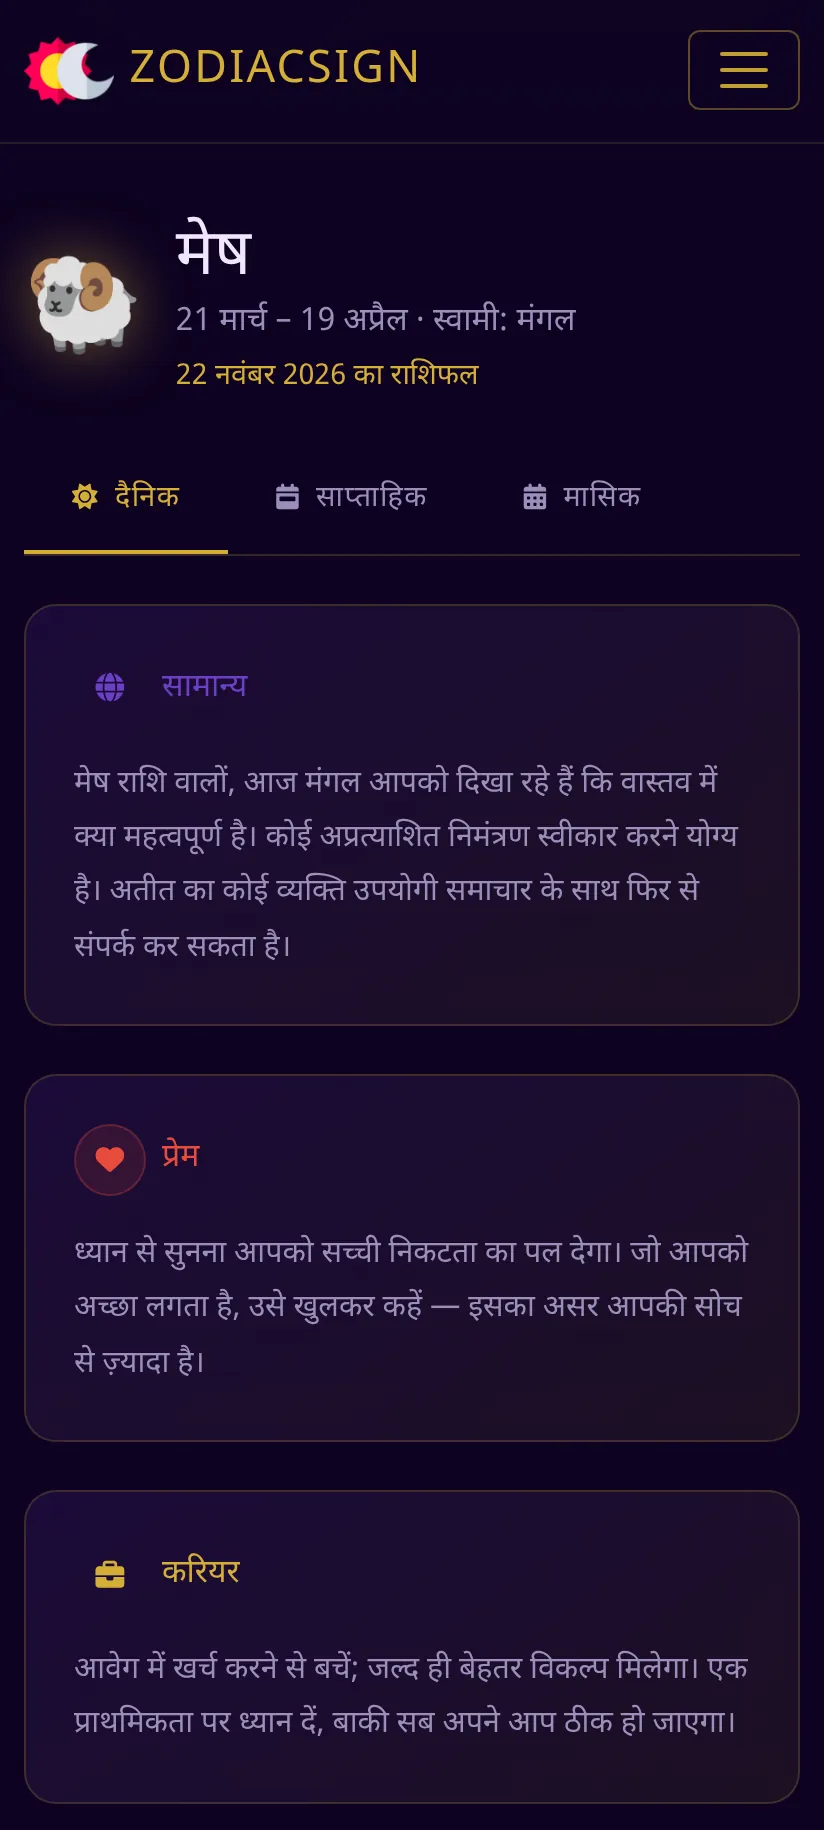 ZODIACSIGN
मेष
21 मार्च – 19 अप्रैल · स्वामी: मंगल
22 नवंबर 2026 का राशिफल
दैनिक साप्ताहिक मासिक
सामान्य
मेष राशि वालों, आज मंगल आपको दिखा रहे हैं कि वास्तव में
क्या महत्वपूर्ण है। कोई अप्रत्याशित निमंत्रण स्वीकार करने योग्य
है। अतीत का कोई व्यक्ति उपयोगी समाचार के साथ फिर से
संपर्क कर सकता है।
प्रेम
ध्यान से सुनना आपको सच्ची निकटता का पल देगा। जो आपको
अच्छा लगता है, उसे खुलकर कहें — इसका असर आपकी सोच
से ज़्यादा है।
करियर
आवेग में खर्च करने से बचें; जल्द ही बेहतर विकल्प मिलेगा। एक
प्राथमिकता पर ध्यान दें, बाकी सब अपने आप ठीक हो जाएगा।